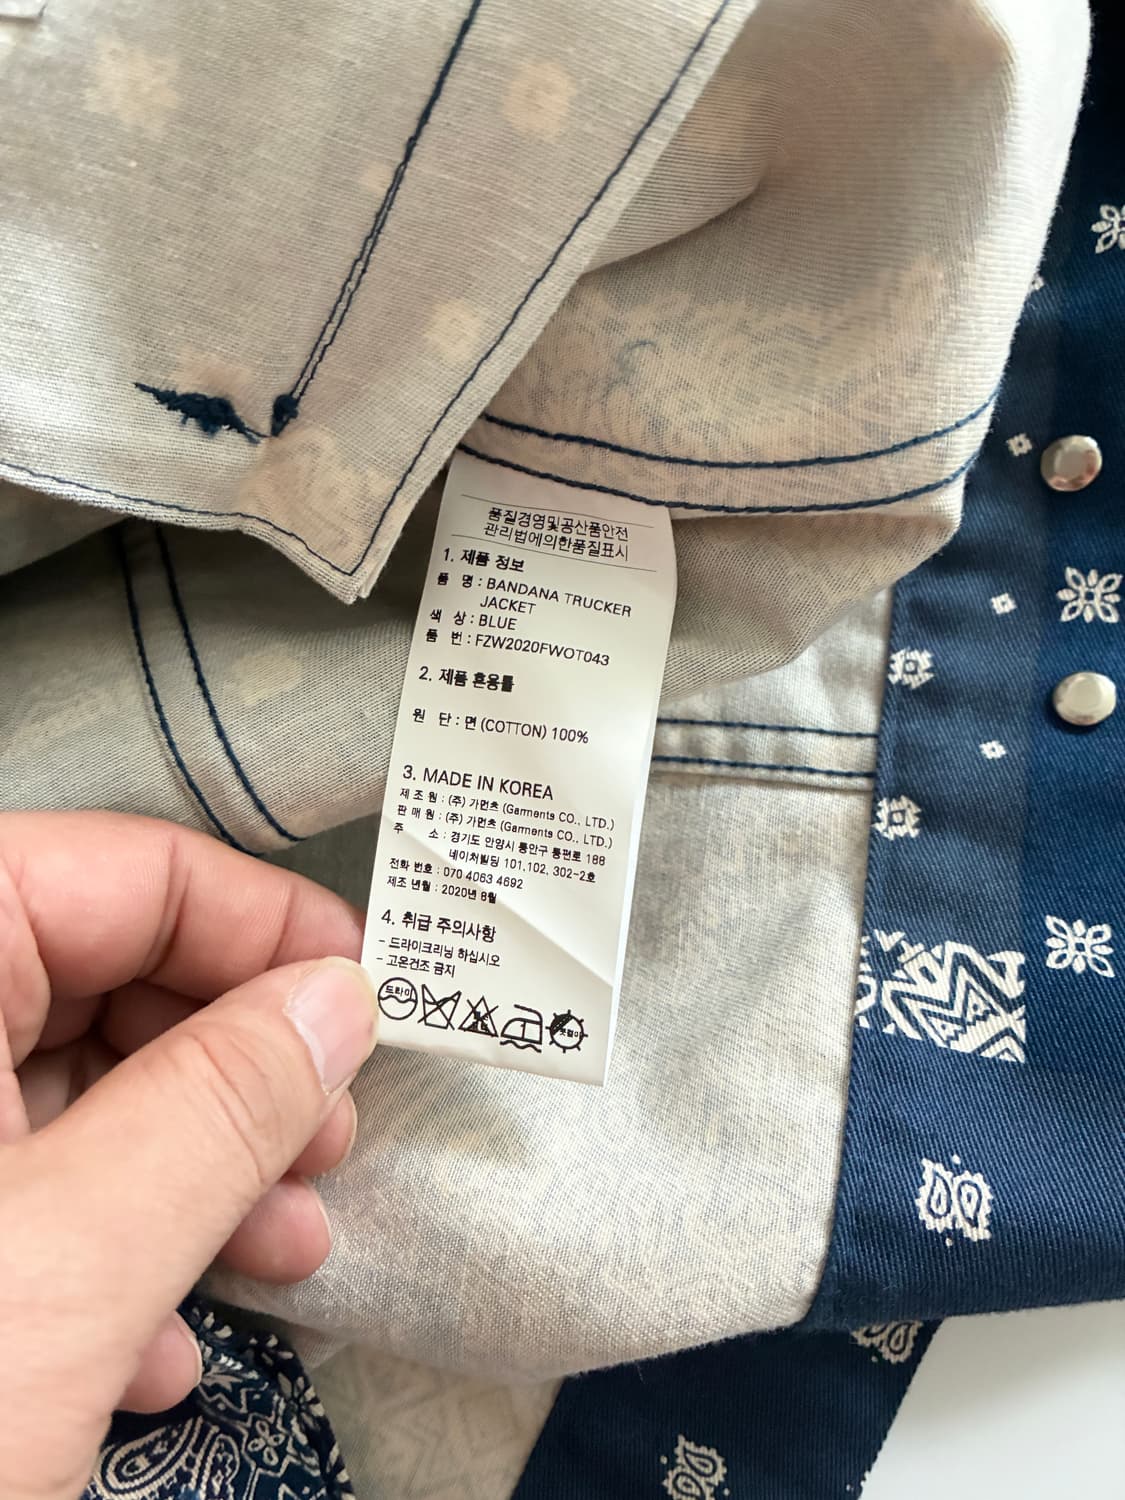 품질경영및공산품안전
관리법에의한품질표시
1. 제품 정보
품 명 : BANDANA TRUCKER
JACKET
색 상 : BLUE
품 번 : FZW2020FWOT043
2. 제품 혼용률
원 단 : 면 (COTTON) 100%
3. MADE IN KOREA
제 조 원 : (주) 가먼츠 (Garments CO., LTD.)
판 매 원 : (주) 가먼츠 (Garments CO., LTD.)
주 소 : 경기도 안양시 동안구 통편로 188
네이처빌딩 101,102, 302-2호
전화 번호 : 070 4063 4692
제조 년월 : 2020년 8월
4. 취급 주의사항
- 드라이크리닝 하십시오
- 고온건조 금지
드라이